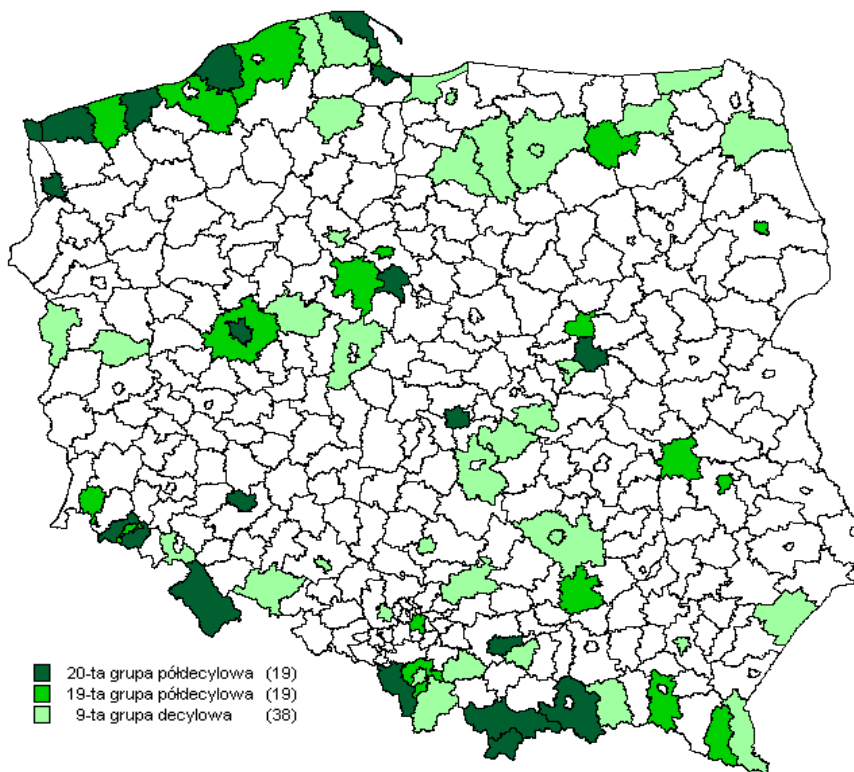 20-ta grupa półdecylowa (19)
19-ta grupa półdecylowa (19)
9-ta grupa decylowa (38)